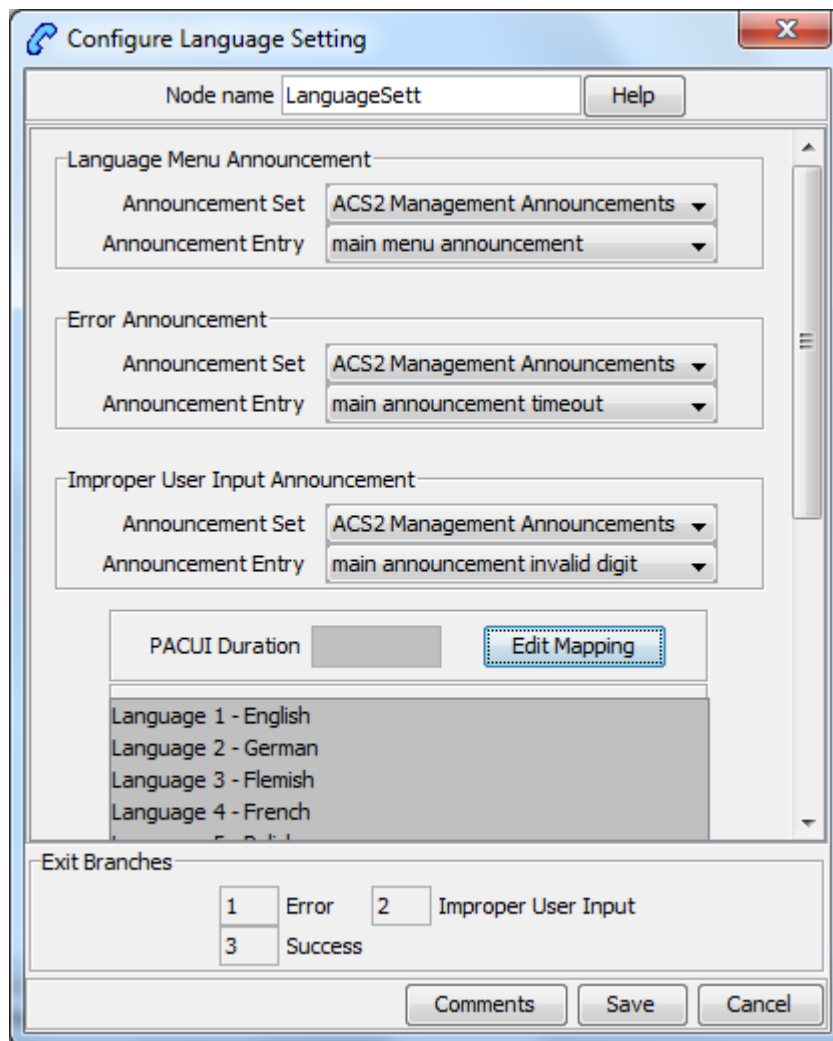 Configure Language Setting
Node name LanguageSett Help
Language Menu Announcement
Announcement Set ACS2 Management Announcements
Announcement Entry main menu announcement
Error Announcement
Announcement Set ACS2 Management Announcements
Announcement Entry main announcement timeout
Improper User Input Announcement
Announcement Set ACS2 Management Announcements
Announcement Entry main announcement invalid digit
PACUI Duration Edit Mapping
Language 1 - English
Language 2 - German
Language 3 - Flemish
Language 4 - French
Exit Branches
1 Error 2 Improper User Input
3 Success
Comments Save Cancel